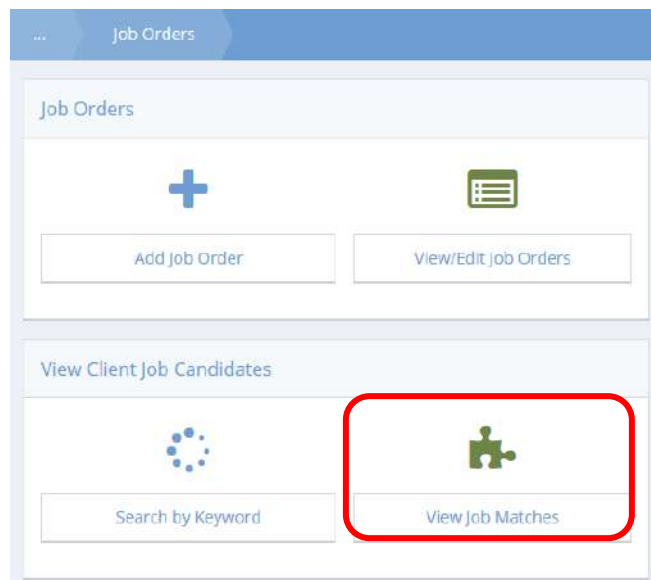 ... Job Orders
Job Orders
Add Job Order View/Edit Job Orders
View Client Job Candidates
Search by Keyword View Job Matches